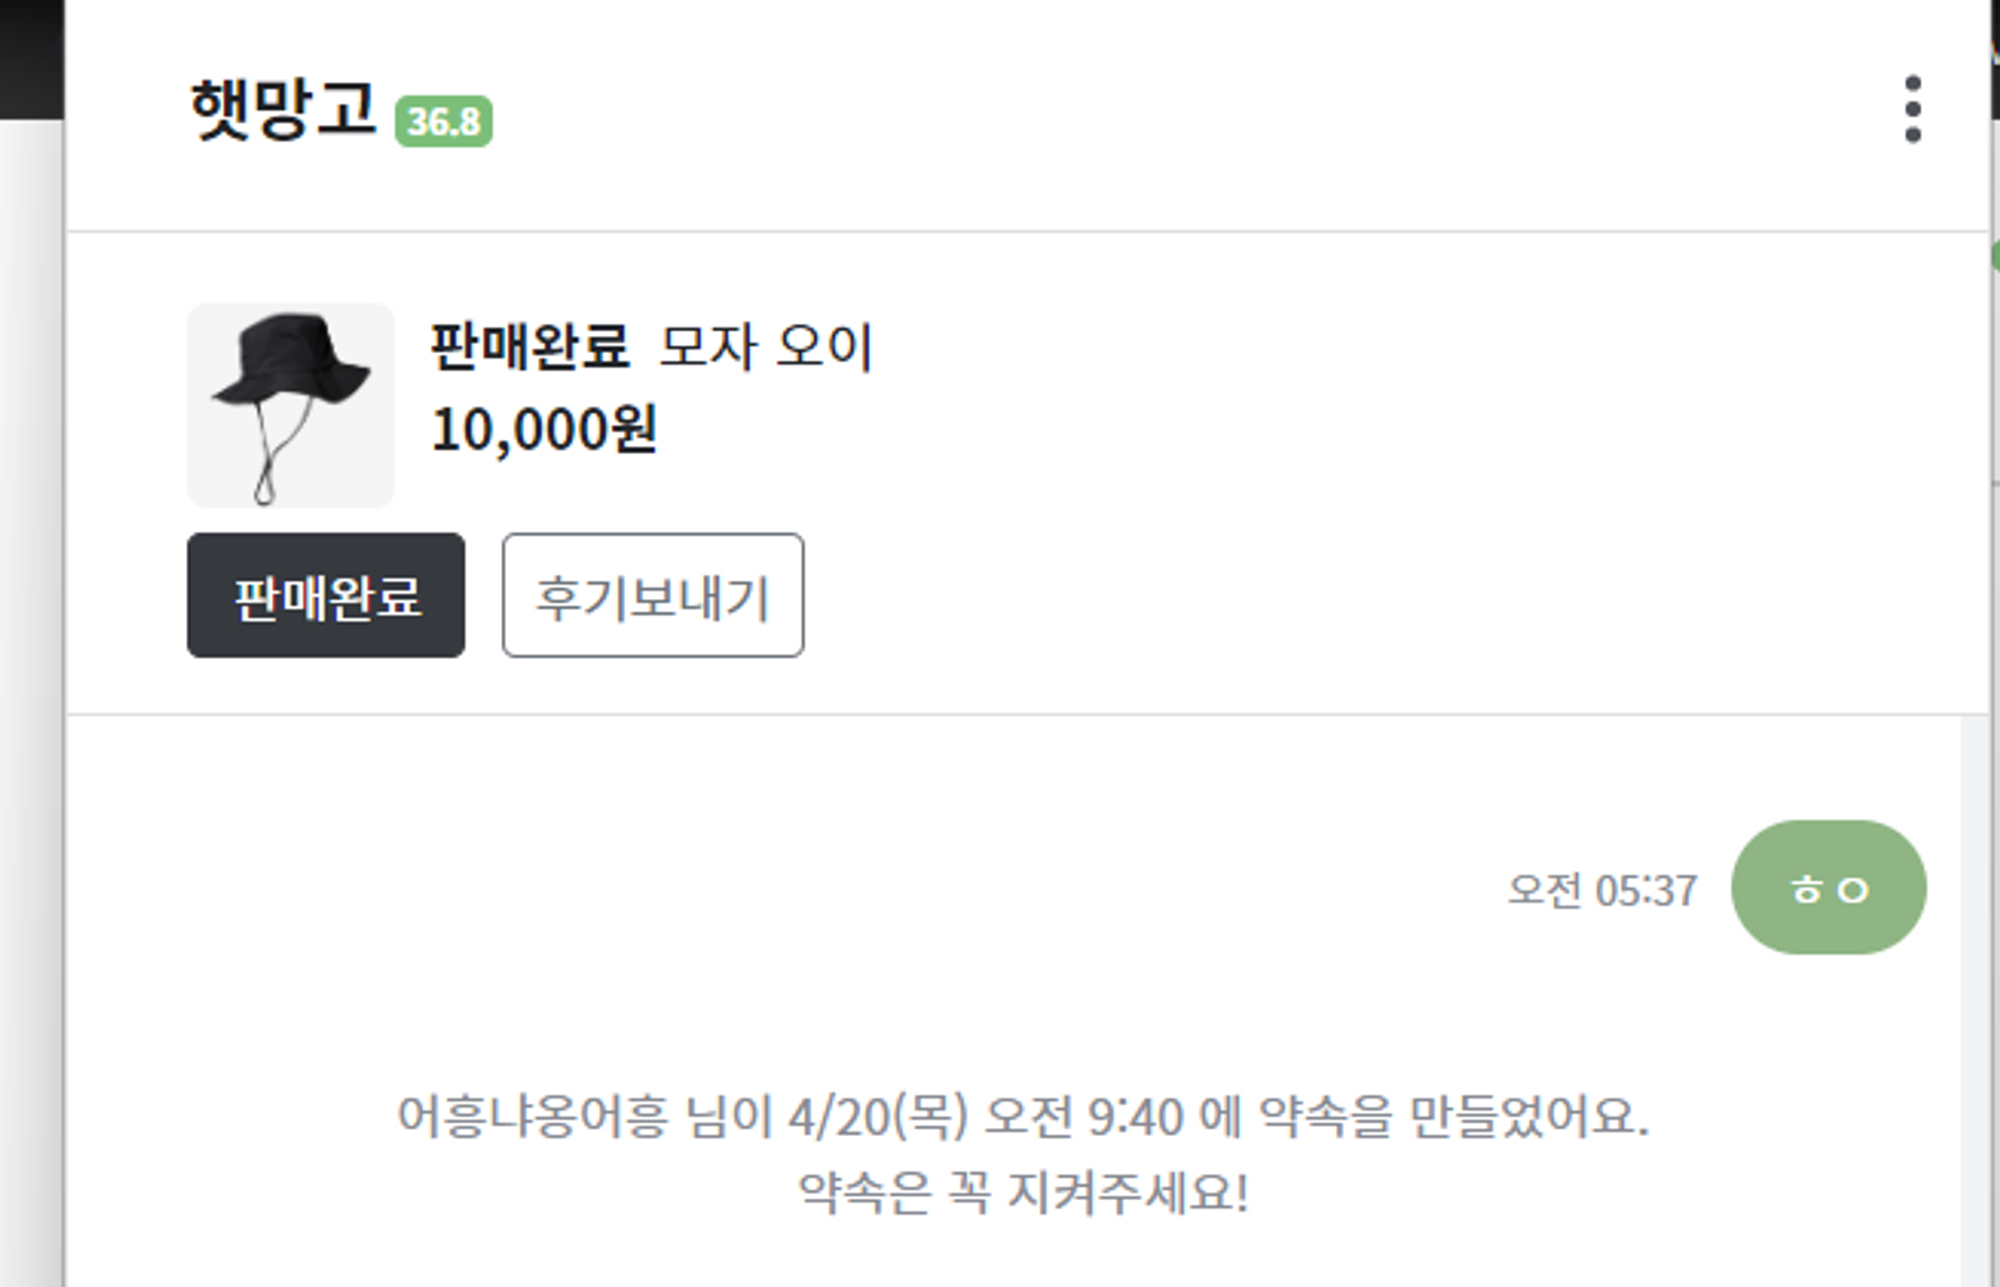 햇망고 36.8
판매완료 모자 오이
10,000원
판매완료 후기보내기
오전 05:37 ㅎㅇ
어흥냐옹어흥 님이 4/20(목) 오전 9:40 에 약속을 만들었어요.
약속은 꼭 지켜주세요!